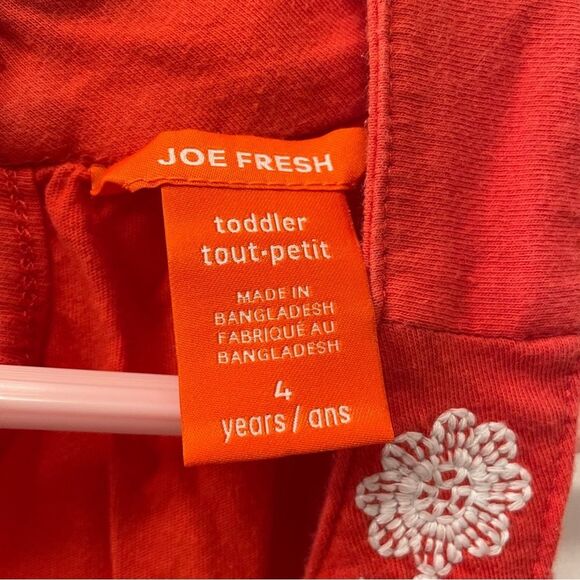 JOE FRESH
toddler
tout-petit
MADE IN
BANGLADESH
FABRIQUÉ AU
BANGLADESH
4
years/ans